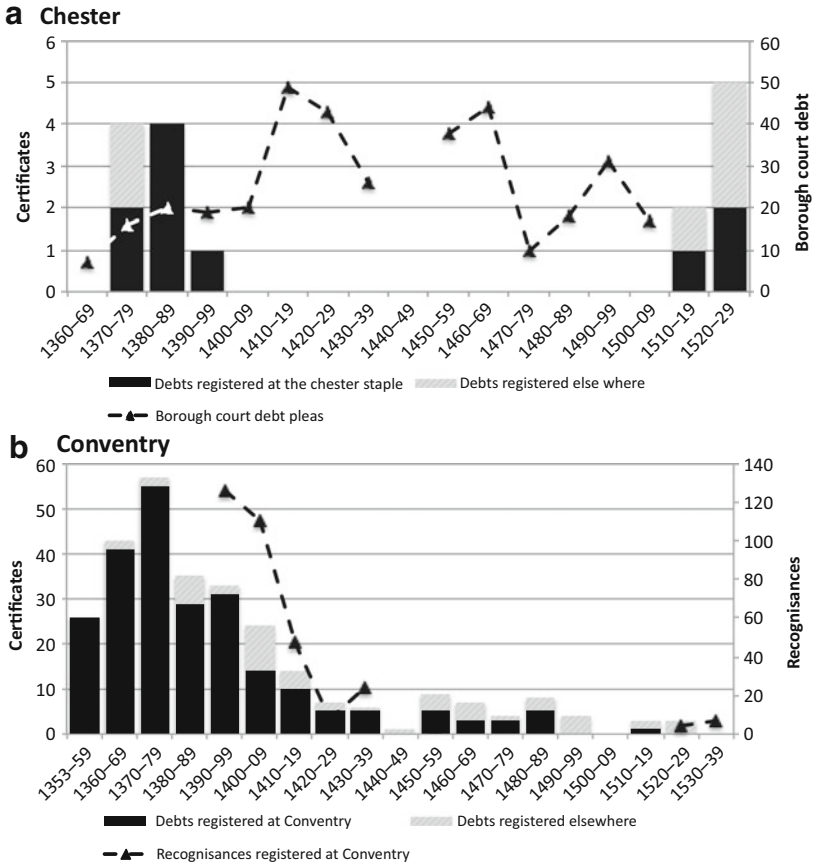 a Chester
6 60
5 50
4 40
3 30
2 20
1 10
0 0
Certificates
Borough court debt
1360–69 1370–79 1380–89 1390–99 1400–09 1410–19 1420–29 1430–39 1440–49 1450–59 1460–69 1470–79 1480–89 1490–99 1500–09 1510–19 1520–29
Debts registered at the chester staple Debts registered else where
Borough court debt pleas
b Conventry
60 140
50 120
40 100
30 80
20 60
10 40
0 20
0
Certificates
Recognisances
1353–59 1360–69 1370–79 1380–89 1390–99 1400–09 1410–19 1420–29 1430–39 1440–49 1450–59 1460–69 1470–79 1480–89 1490–99 1500–09 1510–19 1520–29 1530–39
Debts registered at Conventry Debts registered elsewhere
Recognisances registered at Conventry